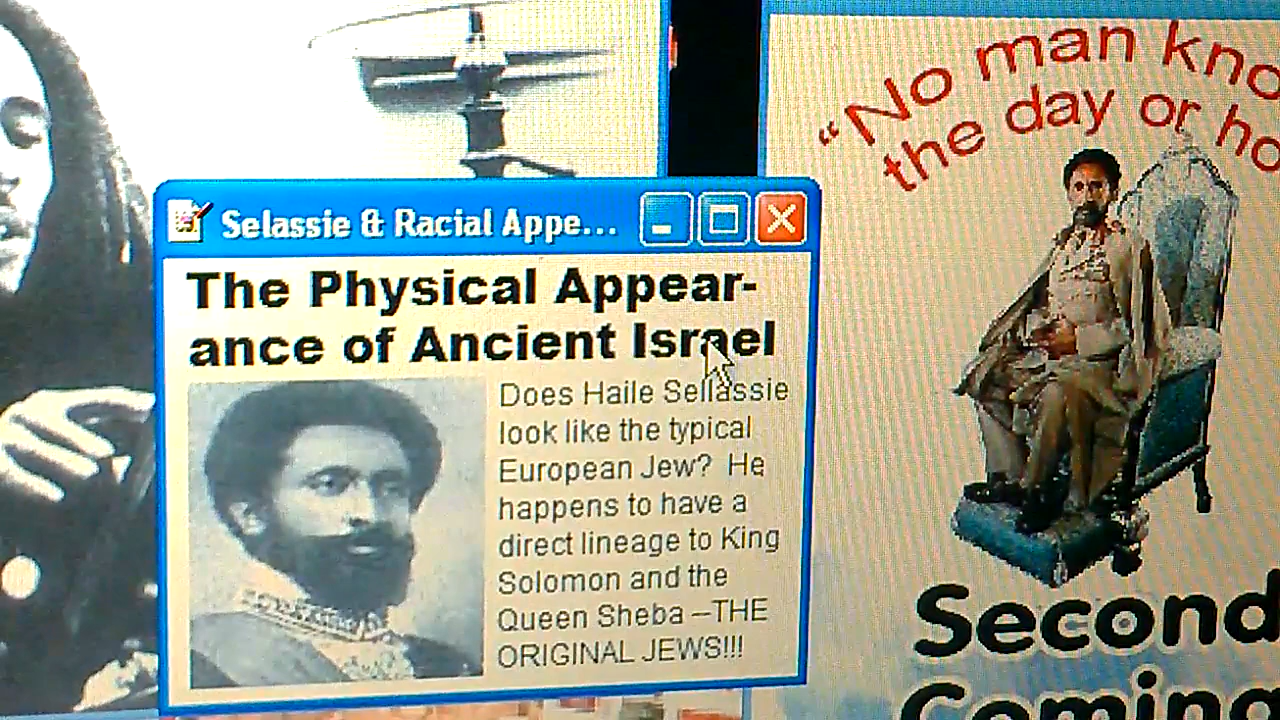 Selassie & Racial Appe...
The Physical Appear-
ance of Ancient Israel
Does Haile Sellassie
look like the typical
European Jew? He
happens to have a
direct lineage to King
Solomon and the
Queen Sheba –THE
ORIGINAL JEWS!!!
“No man kno
the day or ho
Second
Coming